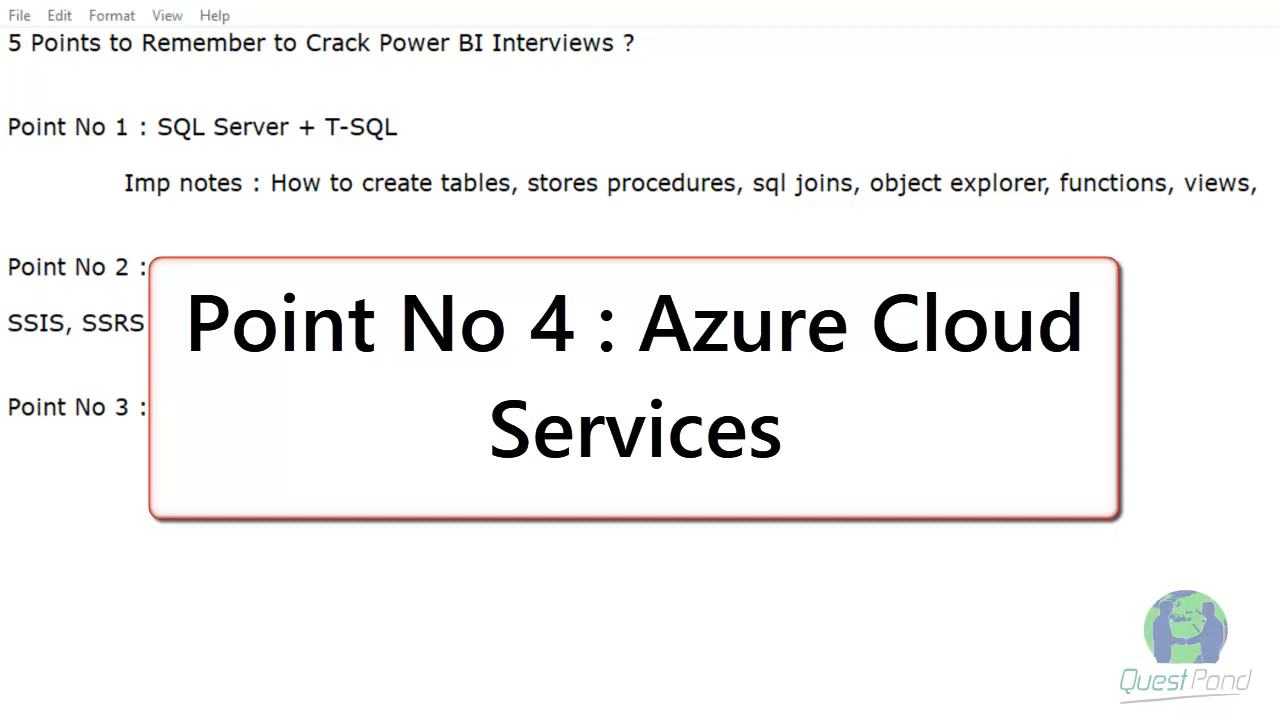 File Edit Format View Help
5 Points to Remember to Crack Power BI Interviews ?
Point No 1 : SQL Server + T-SQL
Imp notes : How to create tables, stores procedures, sql joins, object explorer, functions, views,
Point No 2 :
SSIS, SSRS
Point No 3 :
Point No 4 : Azure Cloud
Services
QuestPond